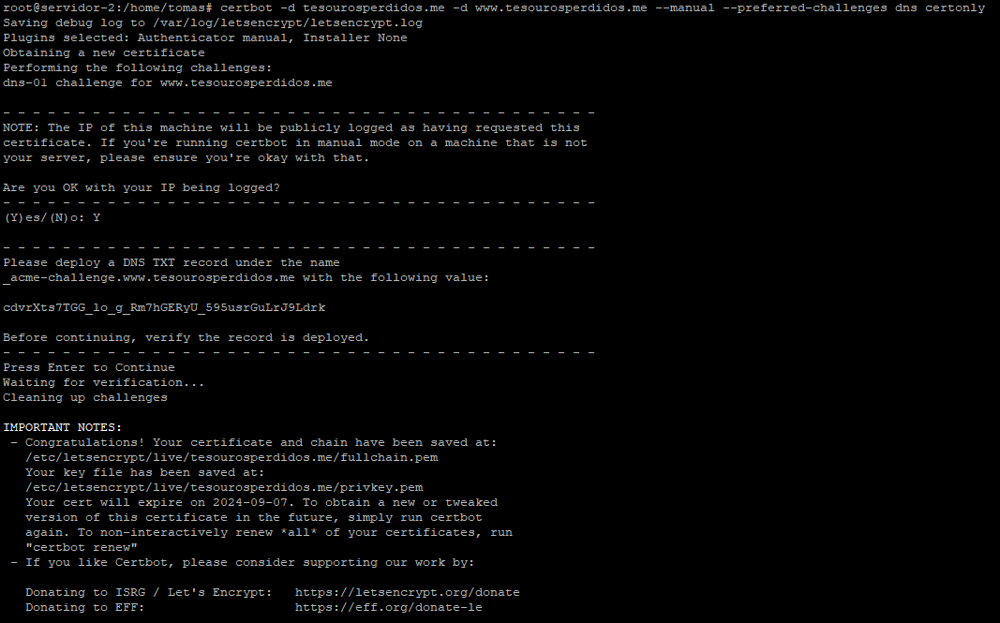 root@servidor-2:/home/tomas# certbot -d tesourosperdidos.me -d www.tesourosperdidos.me --manual --preferred-challenges dns certonly
Saving debug log to /var/log/letsencrypt/letsencrypt.log
Plugins selected: Authenticator manual, Installer None
Obtaining a new certificate
Performing the following challenges:
dns-01 challenge for www.tesourosperdidos.me

- - - - - - - - - - - - - - - - - - - - - - - - - - - - - - - - - - - - - - - -
NOTE: The IP of this machine will be publicly logged as having requested this
certificate. If you're running certbot in manual mode on a machine that is not
your server, please ensure you're okay with that.

Are you OK with your IP being logged?
- - - - - - - - - - - - - - - - - - - - - - - - - - - - - - - - - - - - - - - -
(Y)es/(N)o: Y

- - - - - - - - - - - - - - - - - - - - - - - - - - - - - - - - - - - - - - - -
Please deploy a DNS TXT record under the name
_acme-challenge.www.tesourosperdidos.me with the following value:

cdvrXts7TGG_lo_g_Rm7hGERyU_595usrGuLrJ9Ldrk

Before continuing, verify the record is deployed.
- - - - - - - - - - - - - - - - - - - - - - - - - - - - - - - - - - - - - - - -
Press Enter to Continue
Waiting for verification...
Cleaning up challenges

IMPORTANT NOTES:
 - Congratulations! Your certificate and chain have been saved at:
   /etc/letsencrypt/live/tesourosperdidos.me/fullchain.pem
   Your key file has been saved at:
   /etc/letsencrypt/live/tesourosperdidos.me/privkey.pem
   Your cert will expire on 2024-09-07. To obtain a new or tweaked
   version of this certificate in the future, simply run certbot
   again. To non-interactively renew *all* of your certificates, run
   "certbot renew"
 - If you like Certbot, please consider supporting our work by:

   Donating to ISRG / Let's Encrypt:   https://letsencrypt.org/donate
   Donating to EFF:                    https://eff.org/donate-le